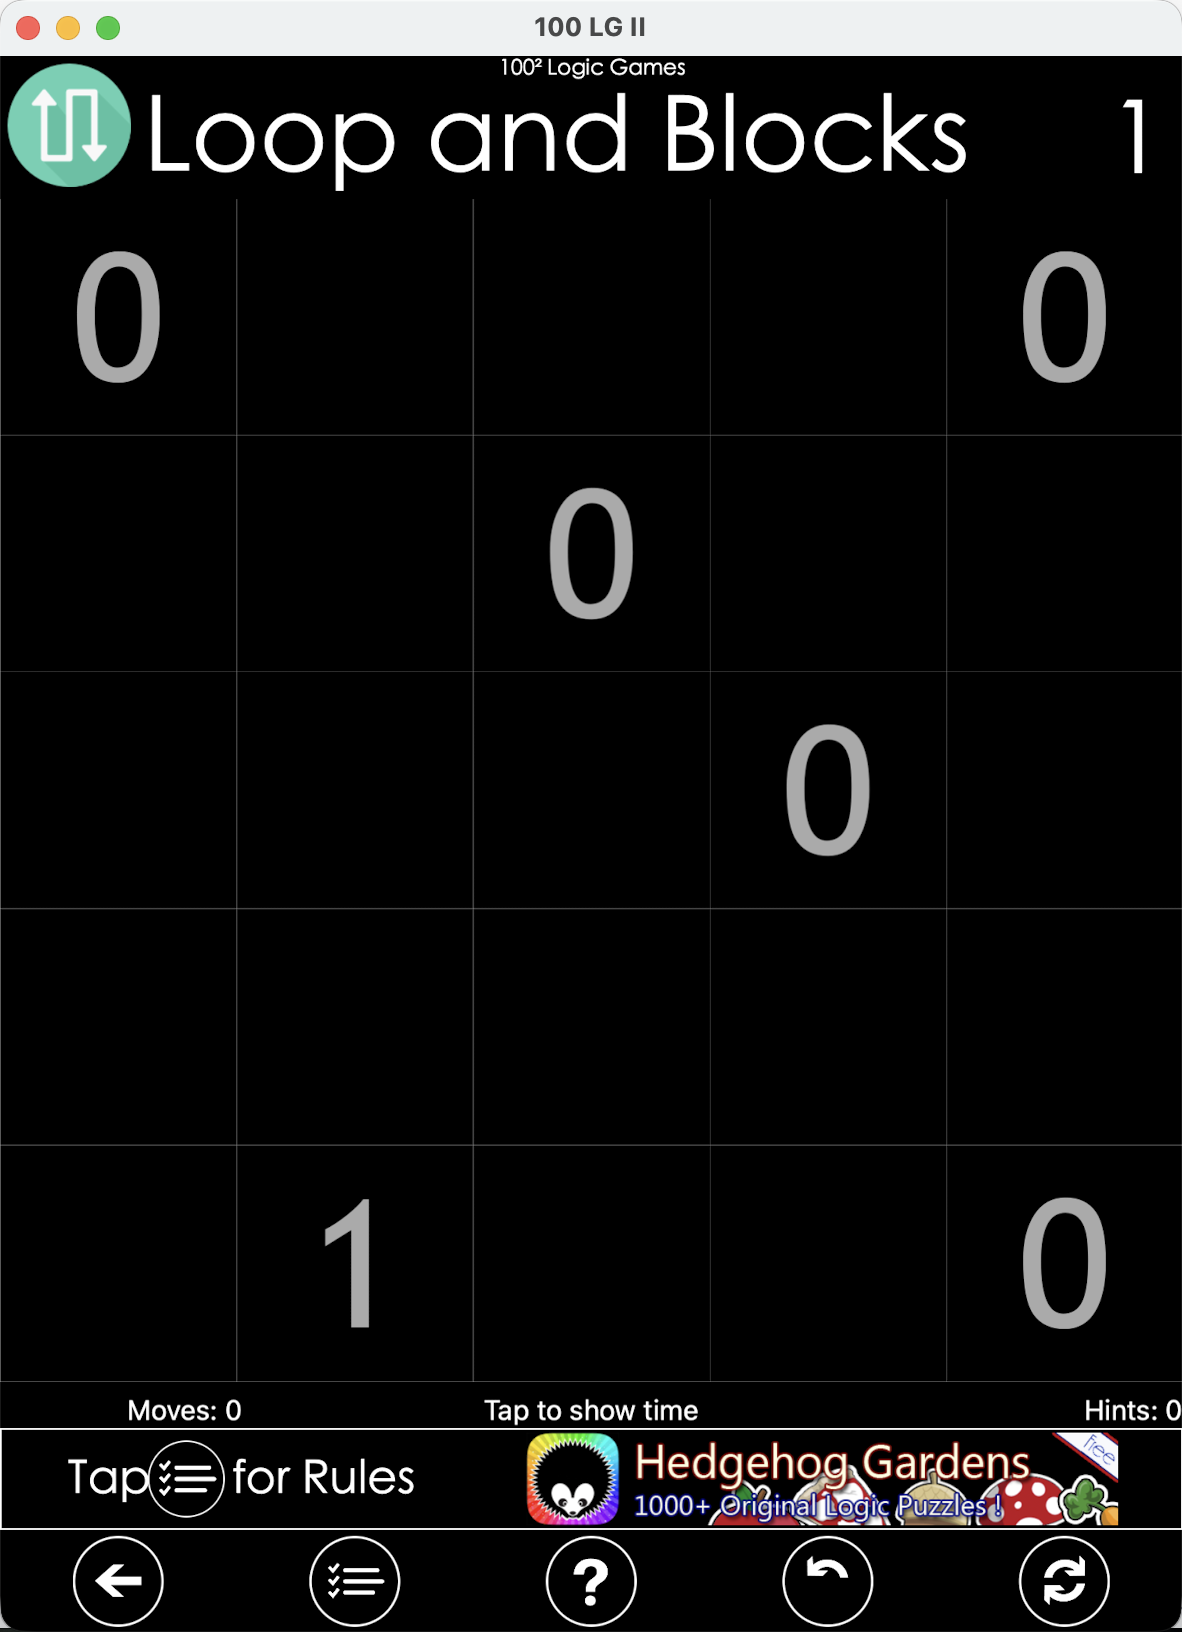 100 LG II
100² Logic Games
Loop and Blocks 1
0 0
0
0
1 0
Moves: 0 Tap to show time Hints: 0
Tap for Rules
Hedgehog Gardens
Free
1000+ Original Logic Puzzles !
?